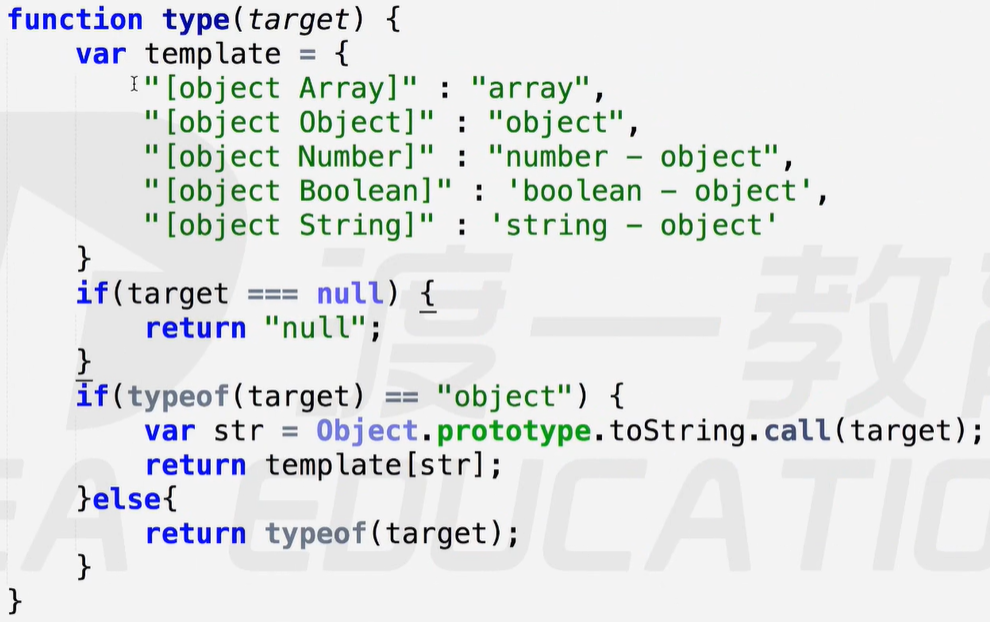 function type(target) {
    var template = {
        "[object Array]" : "array",
        "[object Object]" : "object",
        "[object Number]" : "number - object",
        "[object Boolean]" : 'boolean - object',
        "[object String]" : 'string - object'
    }
    if(target === null) {
        return "null";
    }
    if(typeof(target) == "object") {
        var str = Object.prototype.toString.call(target);
        return template[str];
    }else{
        return typeof(target);
    }
}
渡一教育
EDUCATION